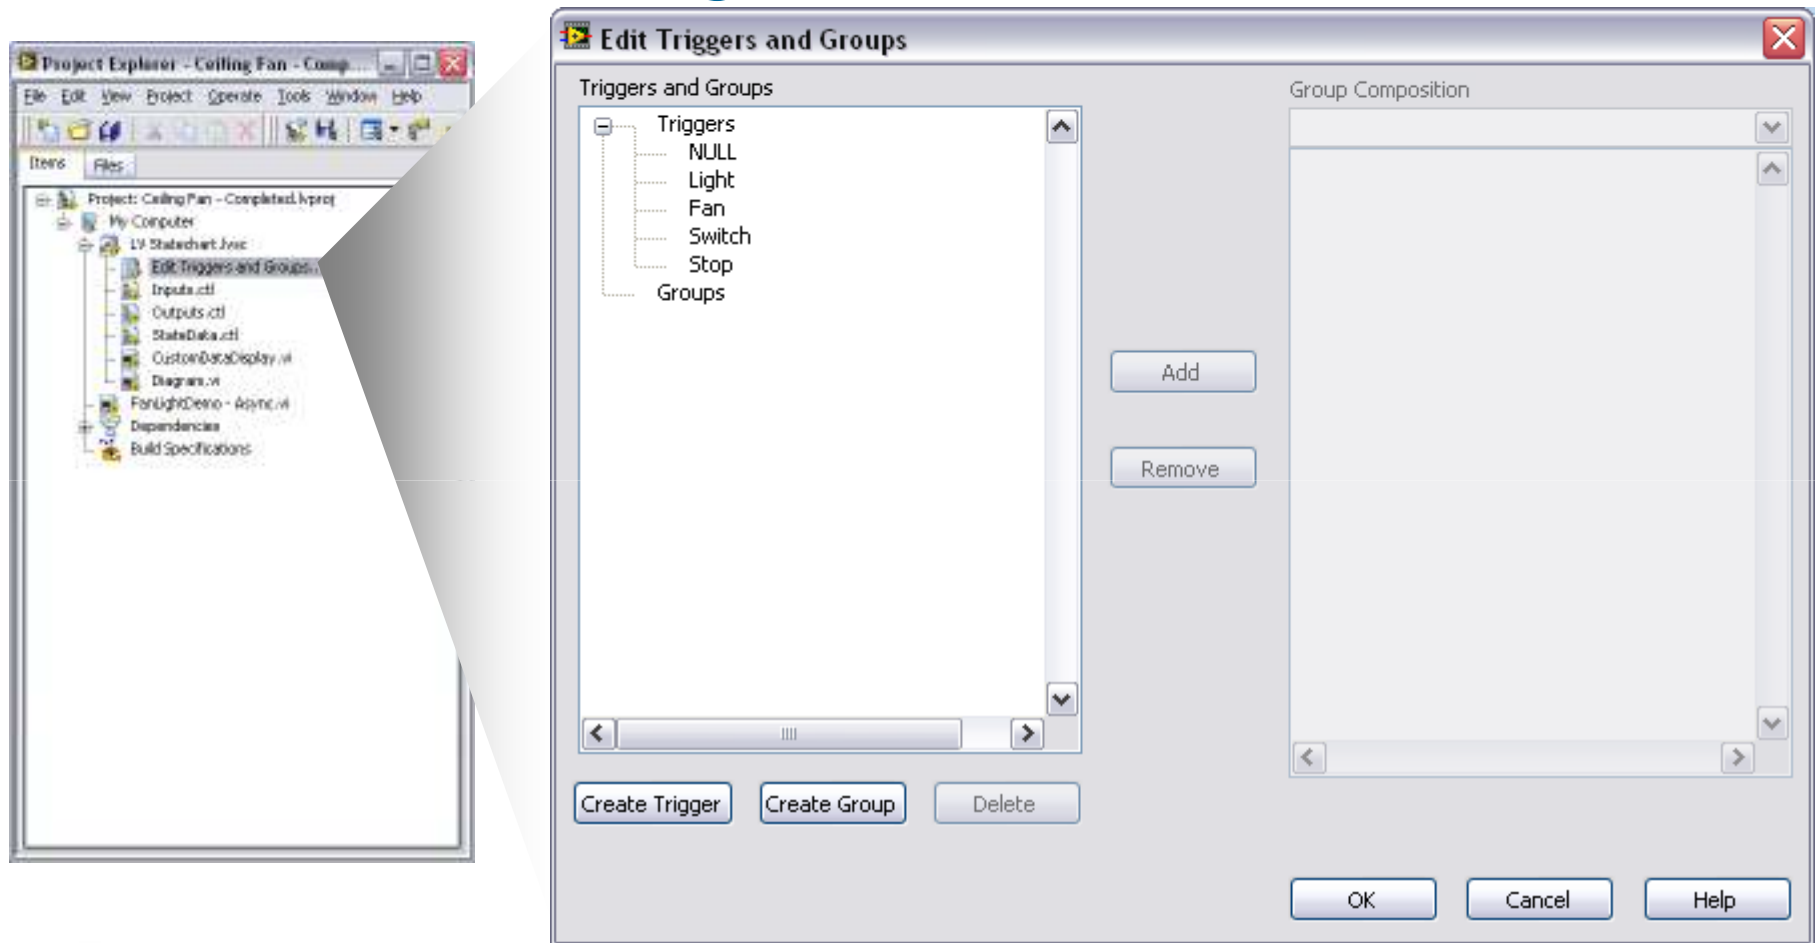 Project Explorer - Ceiling Fan - Comp...
File Edit View Project Operate Tools Window Help
Items Files
Project: Ceiling Fan - Completed.lvproj
My Computer
LV Statechart.lvsc
Edit Triggers and Groups...
Inputs.ctl
Outputs.ctl
StateData.ctl
CustomDataDisplay.vi
Diagram.vi
FanLightDemo - Async.vi
Dependencies
Build Specifications
Edit Triggers and Groups
Triggers and Groups
Triggers
NULL
Light
Fan
Switch
Stop
Groups
Create Trigger
Create Group
Delete
Add
Remove
Group Composition
OK
Cancel
Help